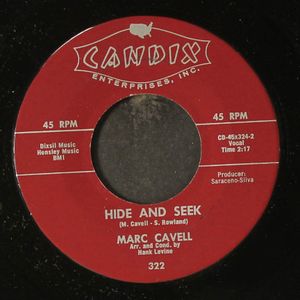 CANDIX
ENTERPRISES, INC.
45 RPM
45 RPM
Bixsil Music
Hensley Music
BMI
CD-45x324-2
Vocal
Time 2:17
Producer:
Saraceno-Silva
HIDE AND SEEK
(M. Cavell - S. Rowland)
MARC CAVELL
Arr. and Cond. by
Hank Levine
322